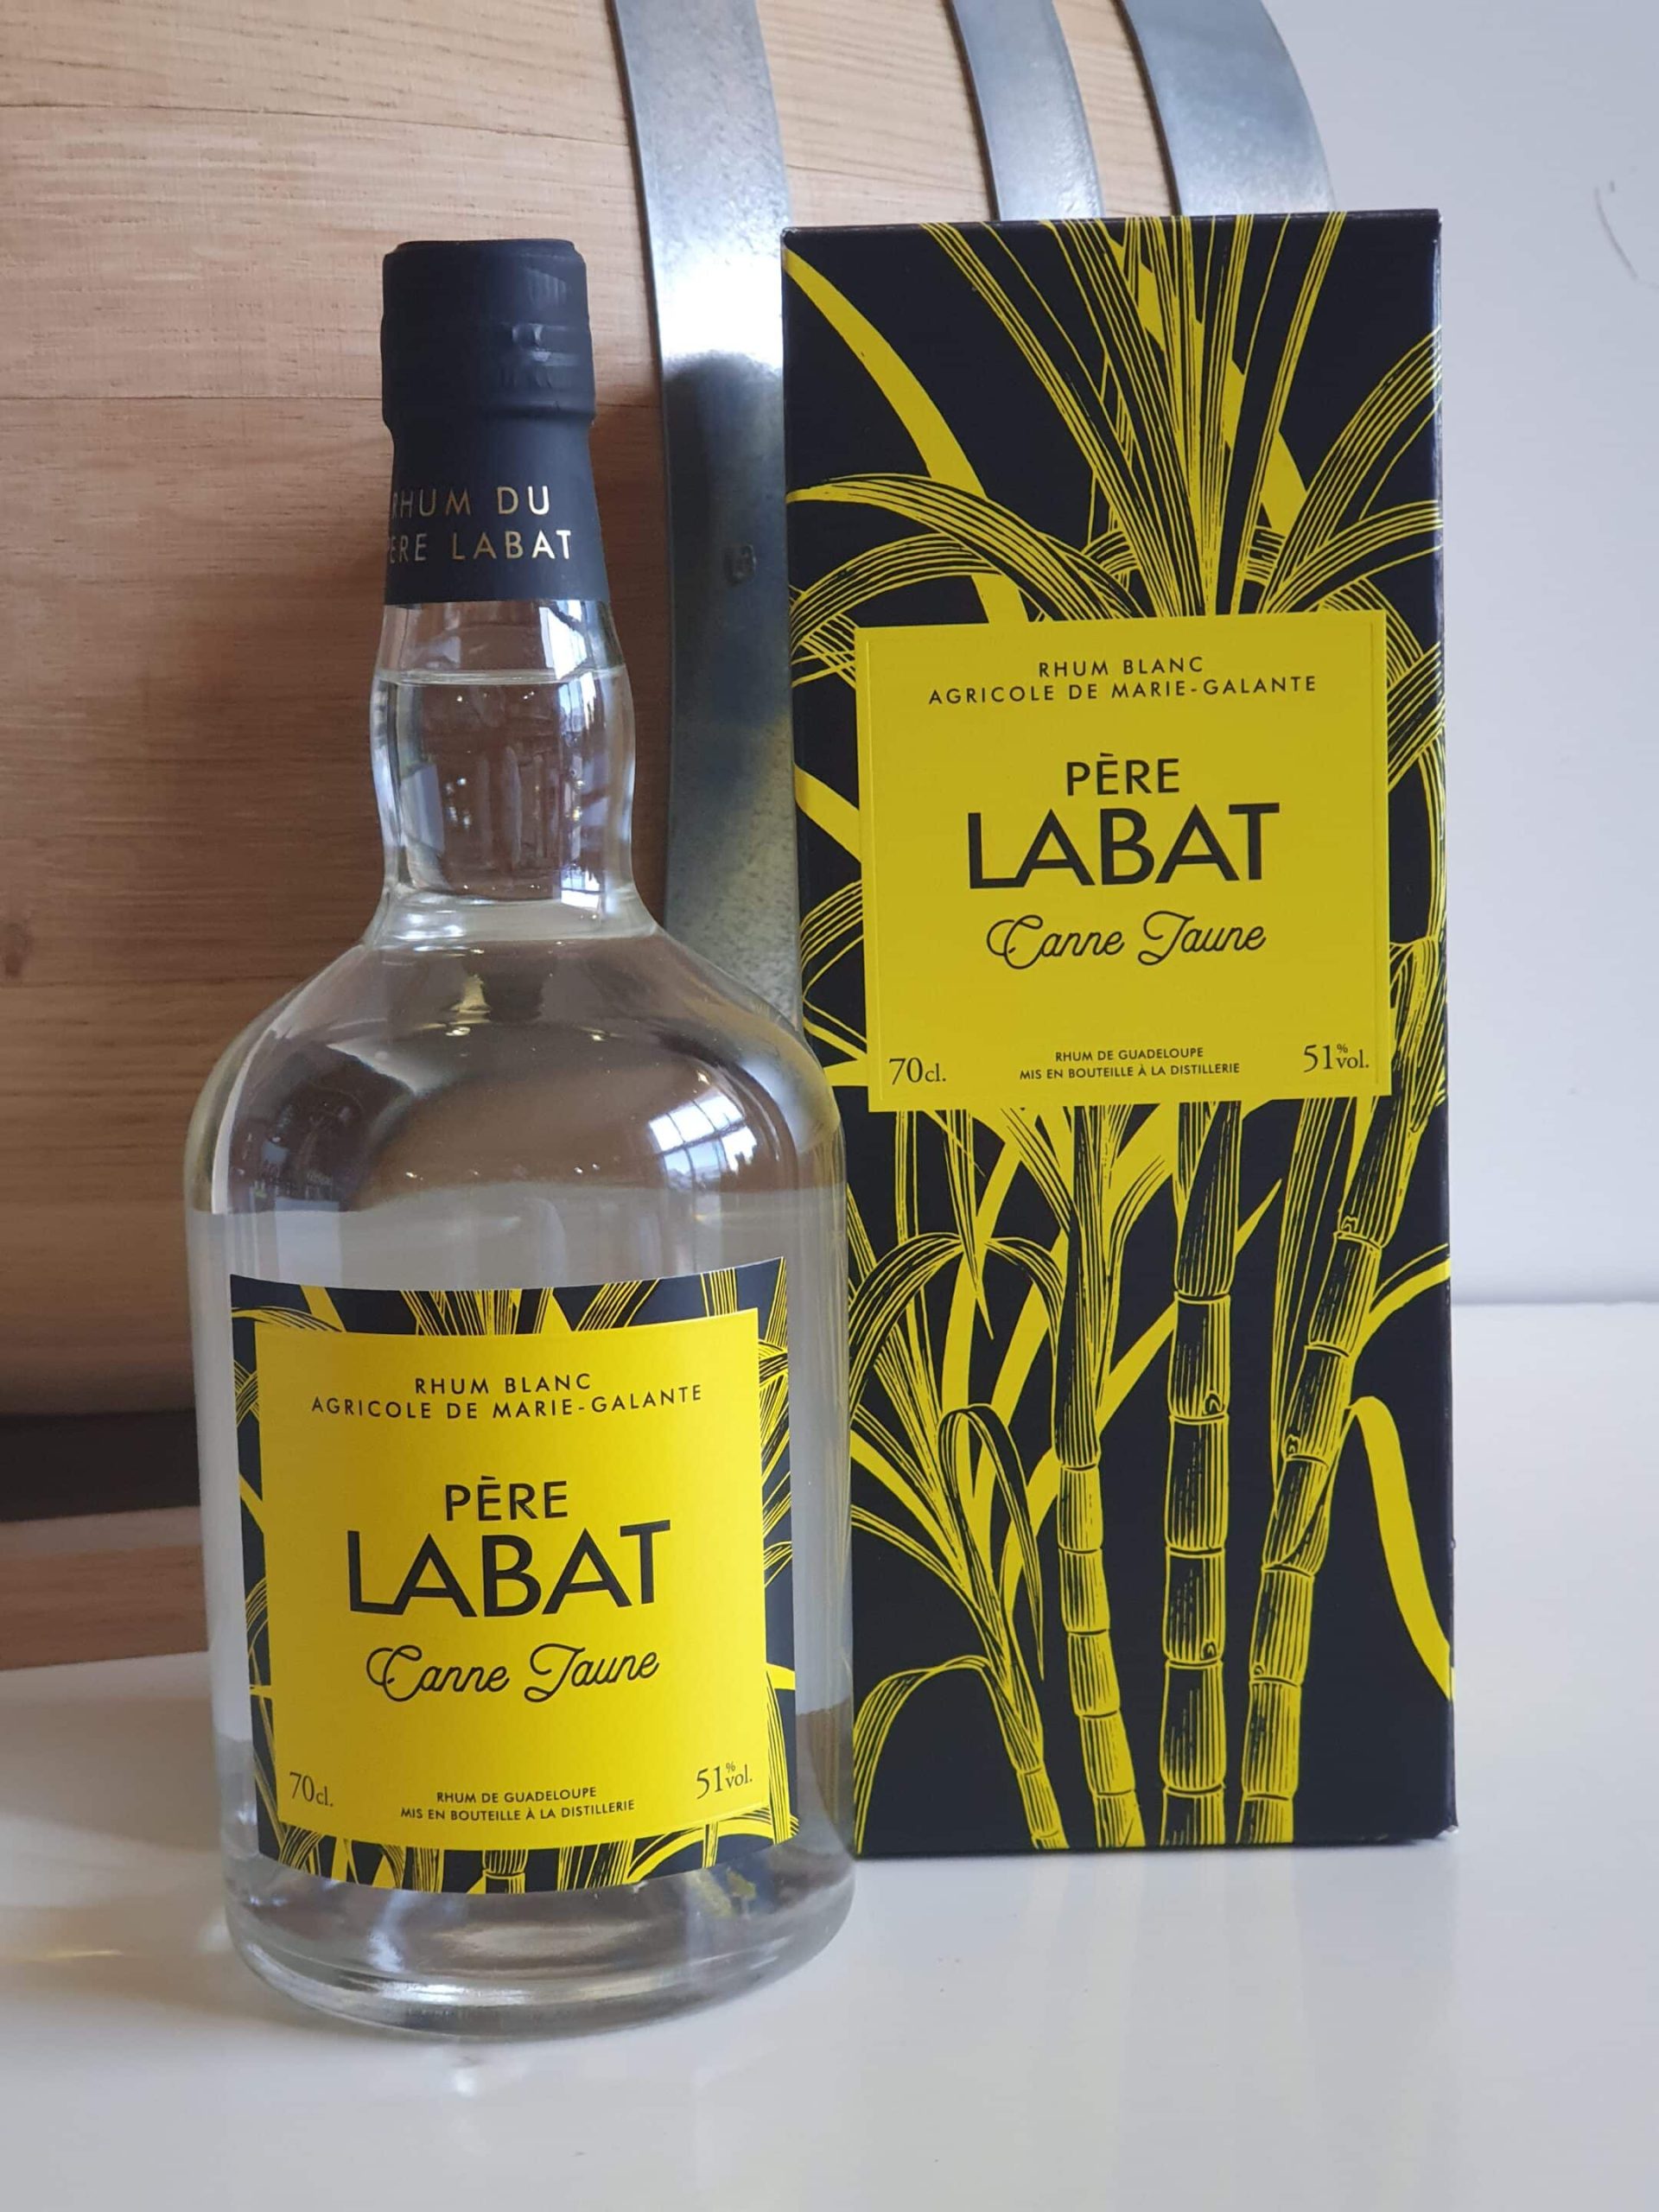 RHUM DU
PÈRE LABAT
RHUM BLANC
AGRICOLE DE MARIE-GALANTE
PÈRE
LABAT
Canne Jaune
70cl.
RHUM DE GUADELOUPE
MIS EN BOUTEILLE À LA DISTILLERIE
51%vol.
RHUM BLANC
AGRICOLE DE MARIE-GALANTE
PÈRE
LABAT
Canne Jaune
70cl.
RHUM DE GUADELOUPE
MIS EN BOUTEILLE À LA DISTILLERIE
51%vol.